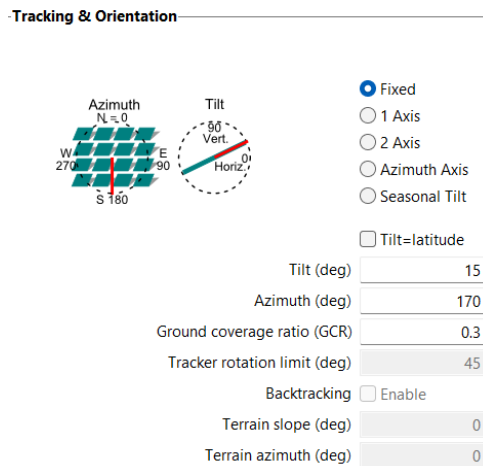 Tracking & Orientation
Azimuth
N = 0
W
270
E
90
S 180
Tilt
90
Vert.
0
Horiz.
Fixed
1 Axis
2 Axis
Azimuth Axis
Seasonal Tilt
Tilt=latitude
Tilt (deg) 15
Azimuth (deg) 170
Ground coverage ratio (GCR) 0.3
Tracker rotation limit (deg) 45
Backtracking Enable
Terrain slope (deg) 0
Terrain azimuth (deg) 0